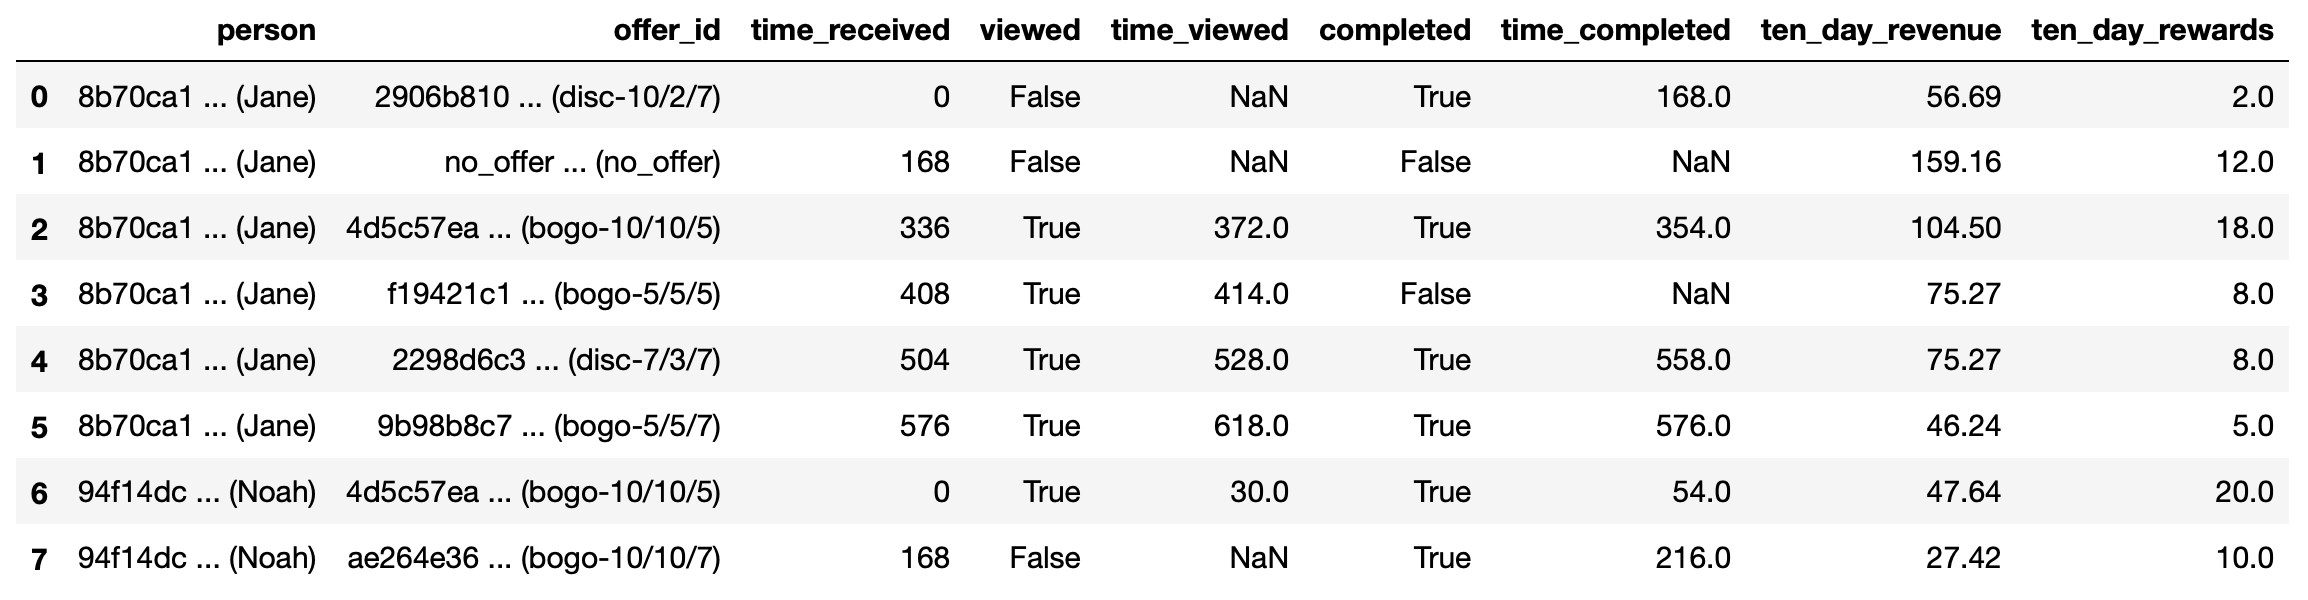 person offer_id time_received viewed time_viewed completed time_completed ten_day_revenue ten_day_rewards
0 8b70ca1 ... (Jane) 2906b810 ... (disc-10/2/7) 0 False NaN True 168.0 56.69 2.0
1 8b70ca1 ... (Jane) no_offer ... (no_offer) 168 False NaN False NaN 159.16 12.0
2 8b70ca1 ... (Jane) 4d5c57ea ... (bogo-10/10/5) 336 True 372.0 True 354.0 104.50 18.0
3 8b70ca1 ... (Jane) f19421c1 ... (bogo-5/5/5) 408 True 414.0 False NaN 75.27 8.0
4 8b70ca1 ... (Jane) 2298d6c3 ... (disc-7/3/7) 504 True 528.0 True 558.0 75.27 8.0
5 8b70ca1 ... (Jane) 9b98b8c7 ... (bogo-5/5/7) 576 True 618.0 True 576.0 46.24 5.0
6 94f14dc ... (Noah) 4d5c57ea ... (bogo-10/10/5) 0 True 30.0 True 54.0 47.64 20.0
7 94f14dc ... (Noah) ae264e36 ... (bogo-10/10/7) 168 False NaN True 216.0 27.42 10.0